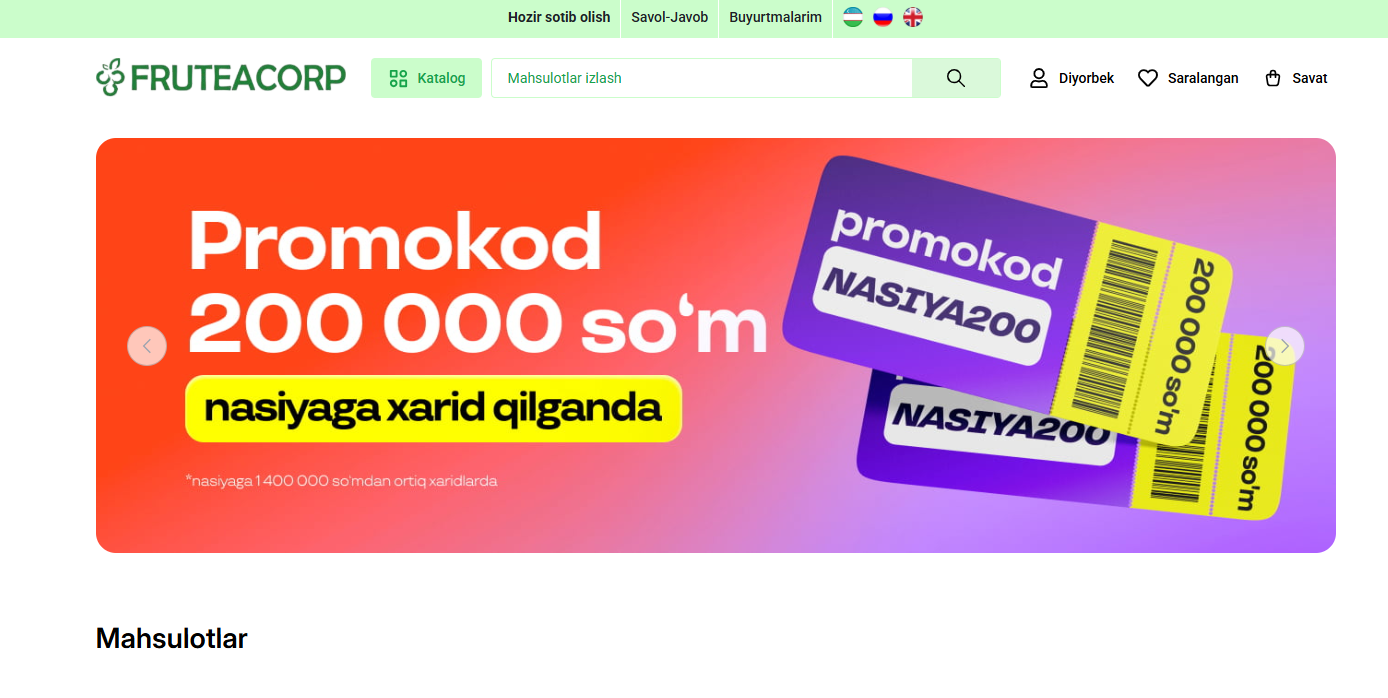 Hozir sotib olish
Savol-Javob
Buyurtmalarim
FRUTEACORP
Katalog
Mahsulotlar izlash
Diyorbek
Saralangan
Savat
Promokod
200 000 soʻm
nasiyaga xarid qilganda
*nasiyaga 1 400 000 so'mdan ortiq xaridlarda
promokod
NASIYA200
200 000 so'm
NASIYA200
200 000 so'm
Mahsulotlar